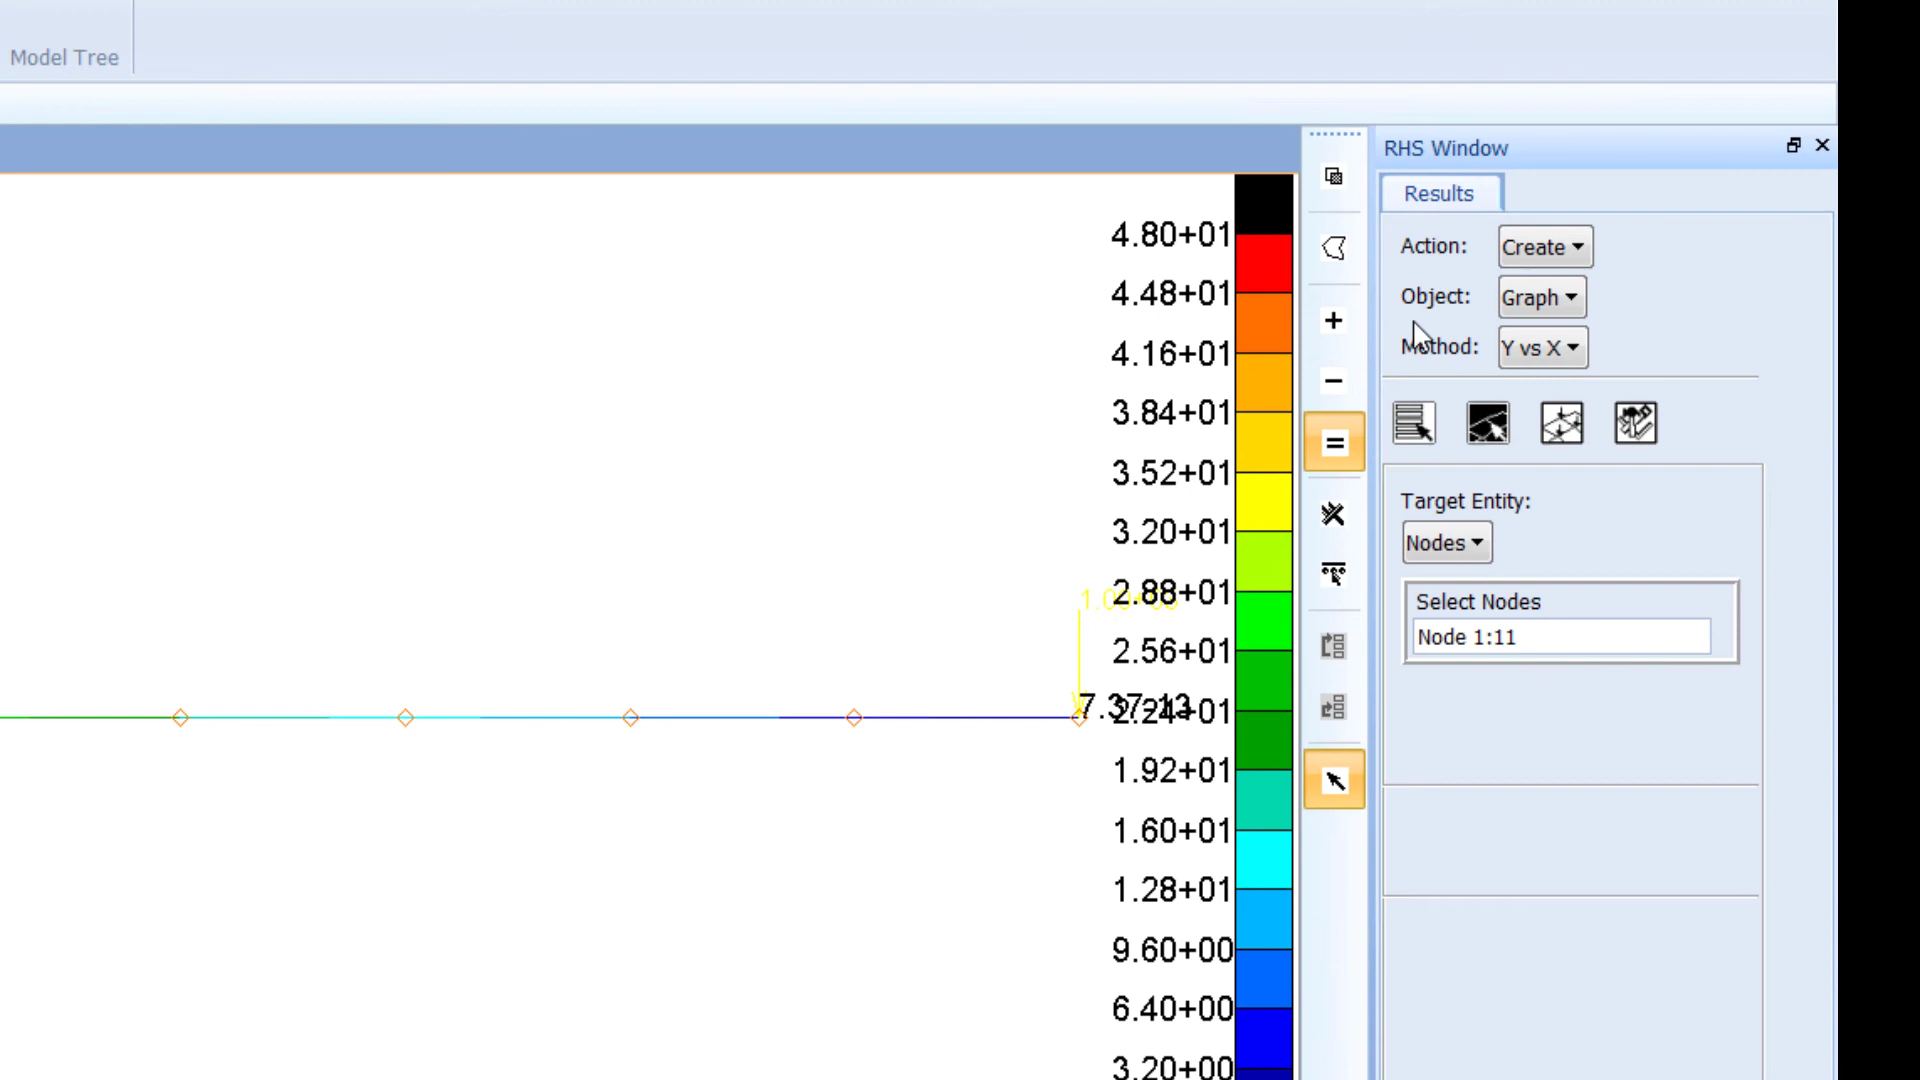 Model Tree
RHS Window
Results
Action: Create
Object: Graph
Method: Y vs X
Target Entity:
Nodes
Select Nodes
Node 1:11
4.80+01
4.48+01
4.16+01
3.84+01
3.52+01
3.20+01
2.88+01
2.56+01
7.37-13
2.24+01
1.92+01
1.60+01
1.28+01
9.60+00
6.40+00
3.20+00